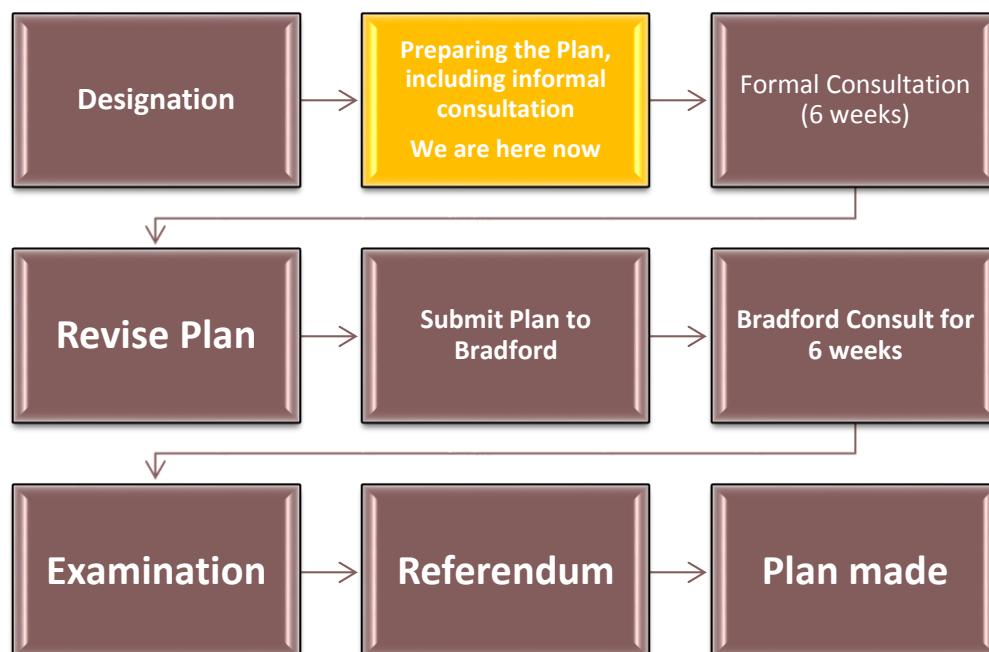 Designation
Preparing the Plan,
including informal
consultation
We are here now
Formal Consultation
(6 weeks)
Revise Plan
Submit Plan to
Bradford
Bradford Consult for
6 weeks
Examination
Referendum
Plan made